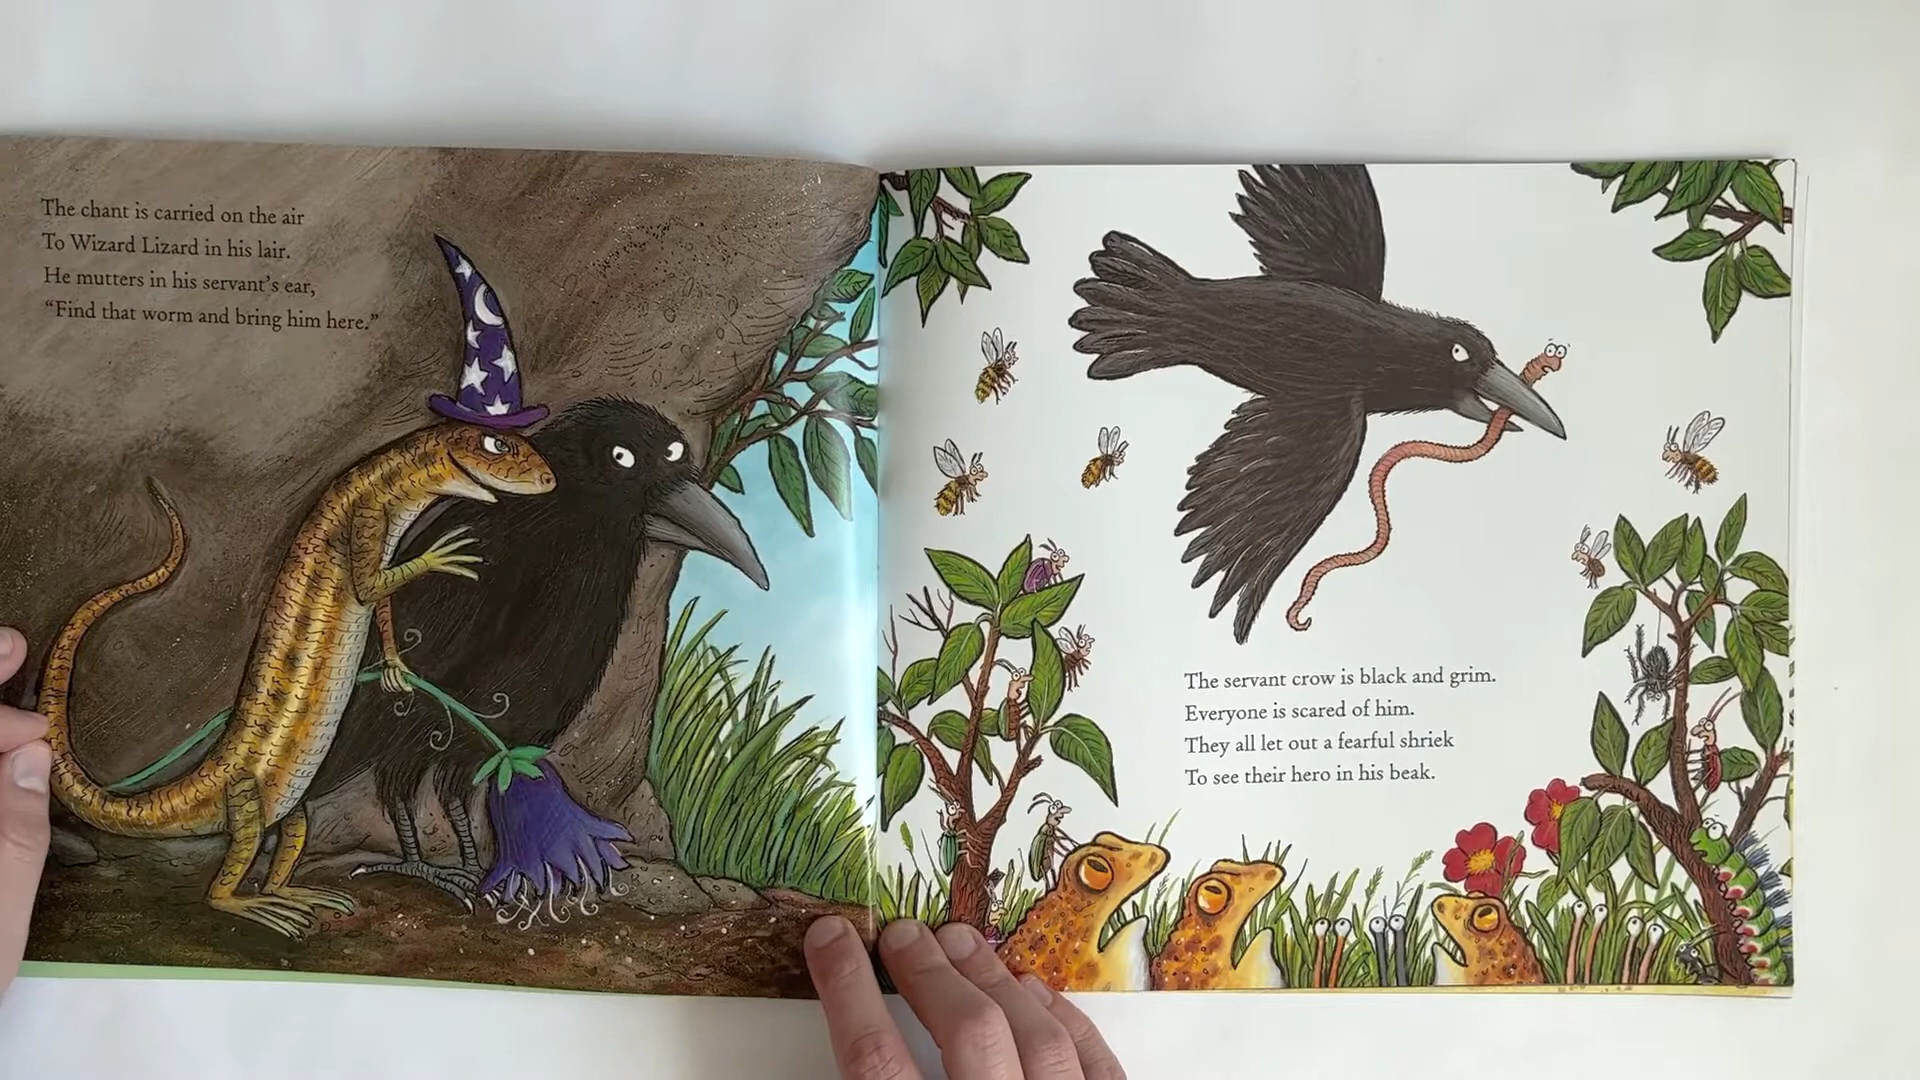 The chant is carried on the air
To Wizard Lizard in his lair.
He mutters in his servant’s ear,
“Find that worm and bring him here.”
The servant crow is black and grim.
Everyone is scared of him.
They all let out a fearful shriek
To see their hero in his beak.